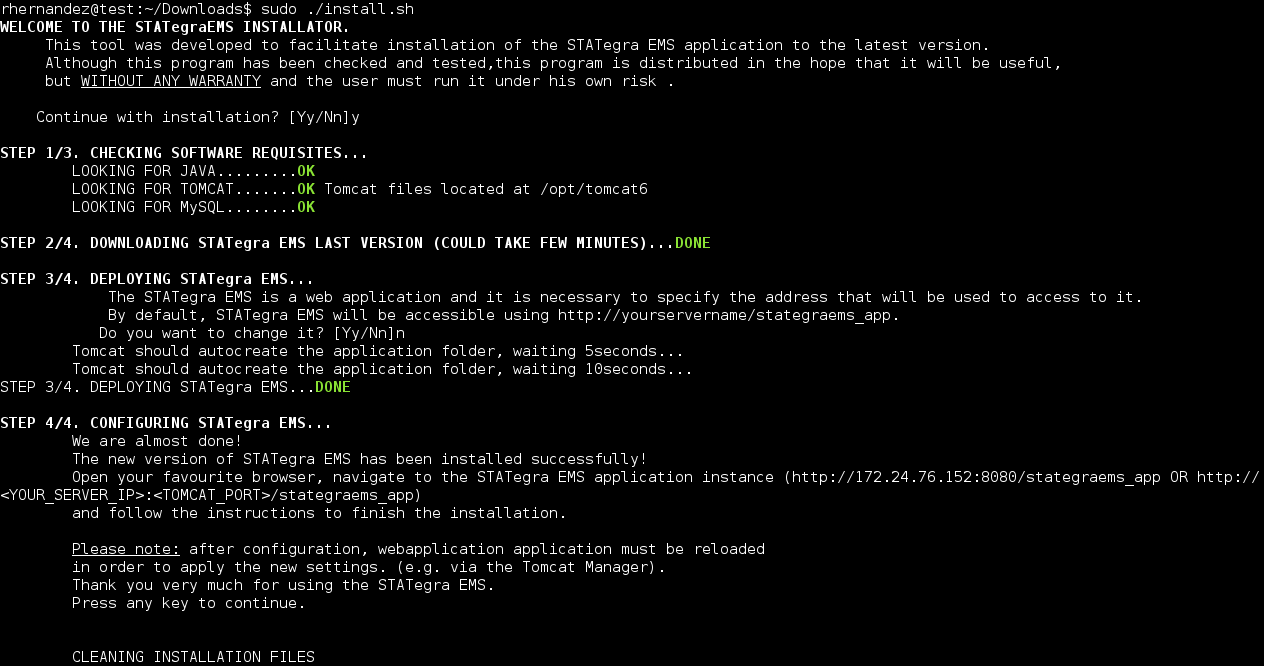 rhernandez@test:~/Downloads$ sudo ./install.sh
WELCOME TO THE STATegraEMS INSTALLATOR.
This tool was developed to facilitate installation of the STATegra EMS application to the latest version.
Although this program has been checked and tested,this program is distributed in the hope that it will be useful,
but WITHOUT ANY WARRANTY and the user must run it under his own risk .
Continue with installation? [Yy/Nn]y
STEP 1/3. CHECKING SOFTWARE REQUISITES...
LOOKING FOR JAVA.........OK
LOOKING FOR TOMCAT.......OK Tomcat files located at /opt/tomcat6
LOOKING FOR MySQL........OK
STEP 2/4. DOWNLOADING STATegra EMS LAST VERSION (COULD TAKE FEW MINUTES)...DONE
STEP 3/4. DEPLOYING STATegra EMS...
The STATegra EMS is a web application and it is necessary to specify the address that will be used to access to it.
By default, STATegra EMS will be accessible using http://yourservername/stategraems_app.
Do you want to change it? [Yy/Nn]n
Tomcat should autocreate the application folder, waiting 5seconds...
Tomcat should autocreate the application folder, waiting 10seconds...
STEP 3/4. DEPLOYING STATegra EMS...DONE
STEP 4/4. CONFIGURING STATegra EMS...
We are almost done!
The new version of STATegra EMS has been installed successfully!
Open your favourite browser, navigate to the STATegra EMS application instance (http://172.24.76.152:8080/stategraems_app OR http://
<YOUR_SERVER_IP>:<TOMCAT_PORT>/stategraems_app)
and follow the instructions to finish the installation.
Please note: after configuration, webapplication application must be reloaded
in order to apply the new settings. (e.g. via the Tomcat Manager).
Thank you very much for using the STATegra EMS.
Press any key to continue.
CLEANING INSTALLATION FILES